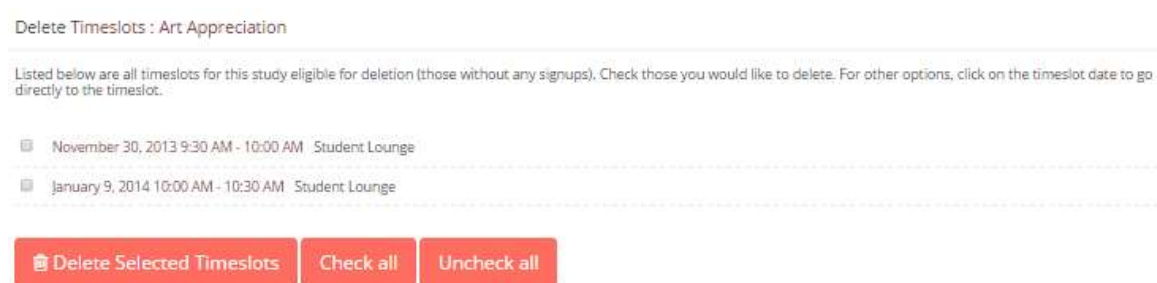 Delete Timeslots : Art Appreciation
Listed below are all timeslots for this study eligible for deletion (those without any signups). Check those you would like to delete. For other options, click on the timeslot date to go
directly to the timeslot.
November 30, 2013 9:30 AM - 10:00 AM Student Lounge
January 9, 2014 10:00 AM - 10:30 AM Student Lounge
Delete Selected Timeslots Check all Uncheck all